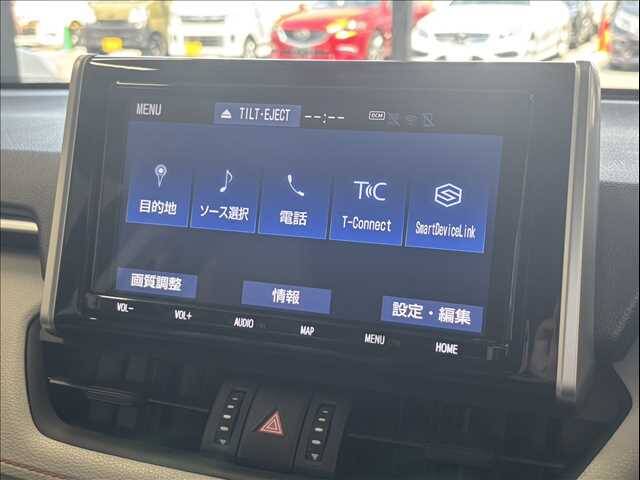 MENU
TILT·EJECT
--:--
DCM
目的地
ソース選択
電話
T-Connect
SmartDeviceLink
画質調整
情報
設定・編集
VOL-
VOL+
AUDIO
MAP
MENU
HOME